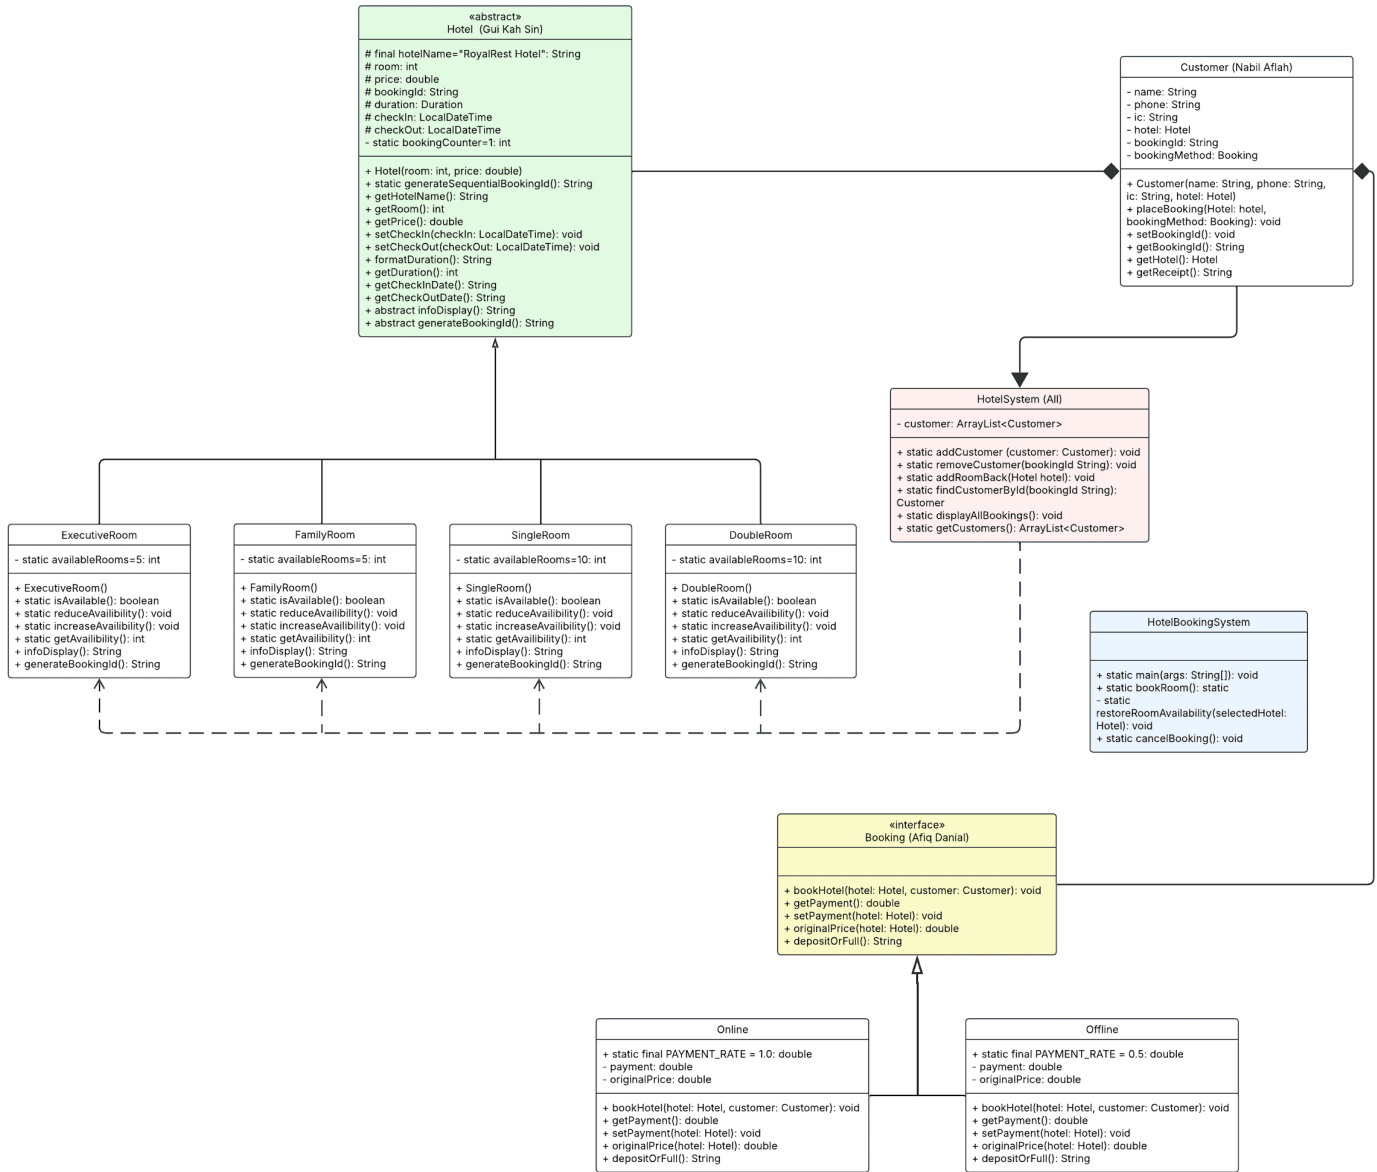 «abstract»
Hotel  (Gui Kah Sin)
# final hotelName="RoyalRest Hotel": String
# room: int
# price: double
# bookingId: String
# duration: Duration
# checkIn: LocalDateTime
# checkOut: LocalDateTime
- static bookingCounter=1: int
+ Hotel(room: int, price: double)
+ static generateSequentialBookingId(): String
+ getHotelName(): String
+ getRoom(): int
+ getPrice(): double
+ setCheckIn(checkIn: LocalDateTime): void
+ setCheckOut(checkOut: LocalDateTime): void
+ formatDuration(): String
+ getDuration(): int
+ getCheckInDate(): String
+ getCheckOutDate(): String
+ abstract infoDisplay(): String
+ abstract generateBookingId(): String
Customer (Nabil Aflah)
- name: String
- phone: String
- ic: String
- hotel: Hotel
- bookingId: String
- bookingMethod: Booking
+ Customer(name: String, phone: String,
ic: String, hotel: Hotel)
+ placeBooking(Hotel: hotel,
bookingMethod: Booking): void
+ setBookingId(): void
+ getBookingId(): String
+ getHotel(): Hotel
+ getReceipt(): String
HotelSystem (All)
- customer: ArrayList<Customer>
+ static addCustomer (customer: Customer): void
+ static removeCustomer(bookingId String): void
+ static addRoomBack(Hotel hotel): void
+ static findCustomerById(bookingId String):
Customer
+ static displayAllBookings(): void
+ static getCustomers(): ArrayList<Customer>
ExecutiveRoom
- static availableRooms=5: int
+ ExecutiveRoom()
+ static isAvailable(): boolean
+ static reduceAvailibility(): void
+ static increaseAvailibility(): void
+ static getAvailibility(): int
+ infoDisplay(): String
+ generateBookingId(): String
FamilyRoom
- static availableRooms=5: int
+ FamilyRoom()
+ static isAvailable(): boolean
+ static reduceAvailibility(): void
+ static increaseAvailibility(): void
+ static getAvailibility(): int
+ infoDisplay(): String
+ generateBookingId(): String
SingleRoom
- static availableRooms=10: int
+ SingleRoom()
+ static isAvailable(): boolean
+ static reduceAvailibility(): void
+ static increaseAvailibility(): void
+ static getAvailibility(): int
+ infoDisplay(): String
+ generateBookingId(): String
DoubleRoom
- static availableRooms=10: int
+ DoubleRoom()
+ static isAvailable(): boolean
+ static reduceAvailibility(): void
+ static increaseAvailibility(): void
+ static getAvailibility(): int
+ infoDisplay(): String
+ generateBookingId(): String
HotelBookingSystem
+ static main(args: String[]): void
+ static bookRoom(): static
- static
restoreRoomAvailability(selectedHotel:
Hotel): void
+ static cancelBooking(): void
«interface»
Booking (Afiq Danial)
+ bookHotel(hotel: Hotel, customer: Customer): void
+ getPayment(): double
+ setPayment(hotel: Hotel): void
+ originalPrice(hotel: Hotel): double
+ depositOrFull(): String
Online
+ static final PAYMENT_RATE = 1.0: double
- payment: double
- originalPrice: double
+ bookHotel(hotel: Hotel, customer: Customer): void
+ getPayment(): double
+ setPayment(hotel: Hotel): void
+ originalPrice(hotel: Hotel): double
+ depositOrFull(): String
Offline
+ static final PAYMENT_RATE = 0.5: double
- payment: double
- originalPrice: double
+ bookHotel(hotel: Hotel, customer: Customer): void
+ getPayment(): double
+ setPayment(hotel: Hotel): void
+ originalPrice(hotel: Hotel): double
+ depositOrFull(): String